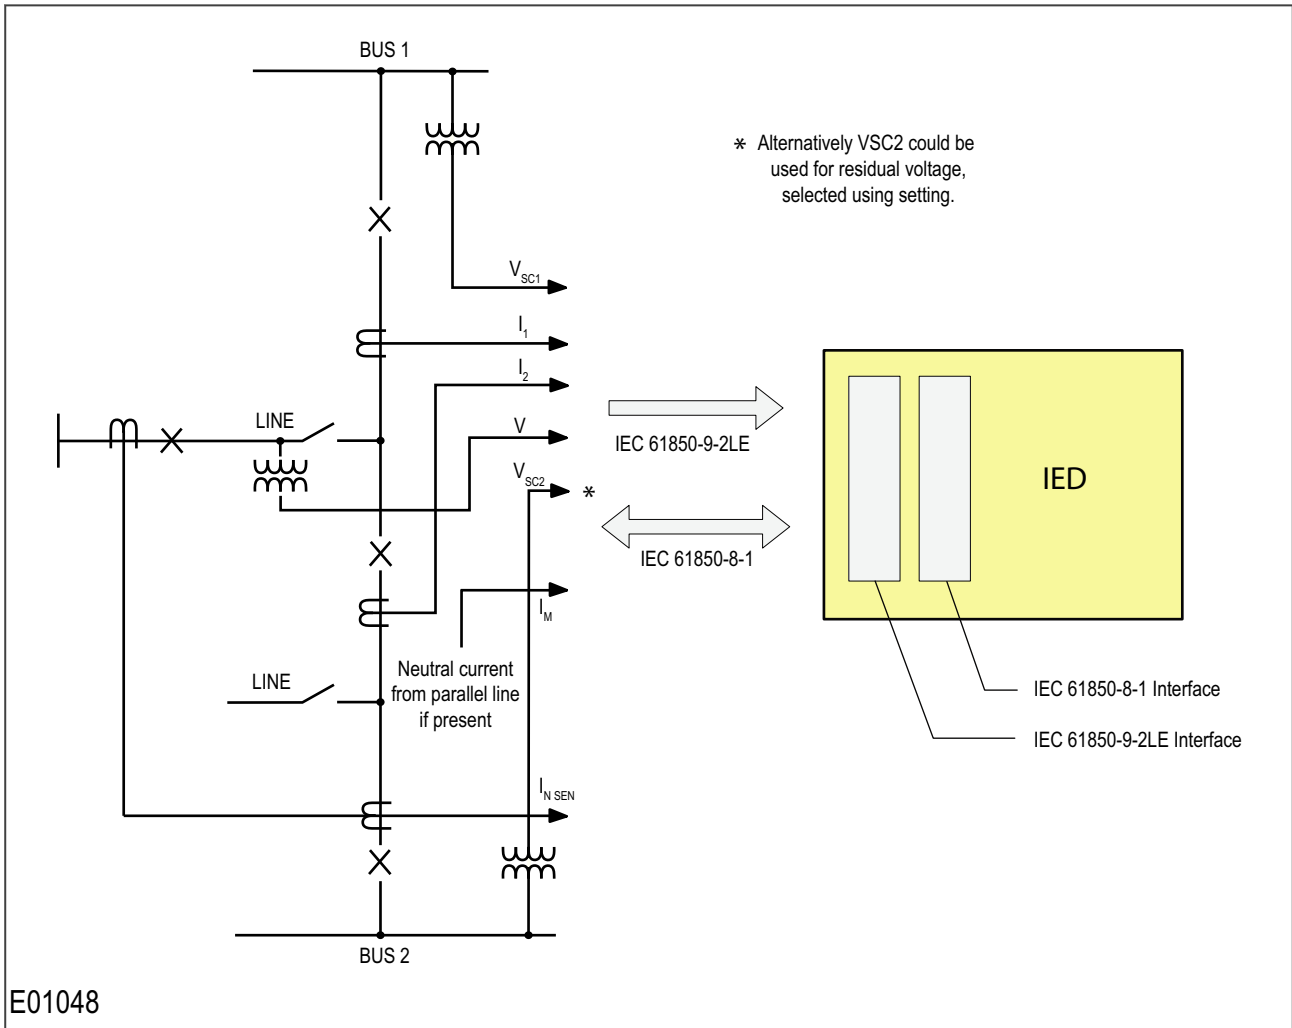 BUS 1
* Alternatively VSC2 could be
used for residual voltage,
selected using setting.
VSC1
I1
I2
LINE
V
IEC 61850-9-2LE
VSC2
*
IED
IEC 61850-8-1
IM
Neutral current
from parallel line
if present
LINE
IEC 61850-8-1 Interface
IEC 61850-9-2LE Interface
IN SEN
BUS 2
E01048